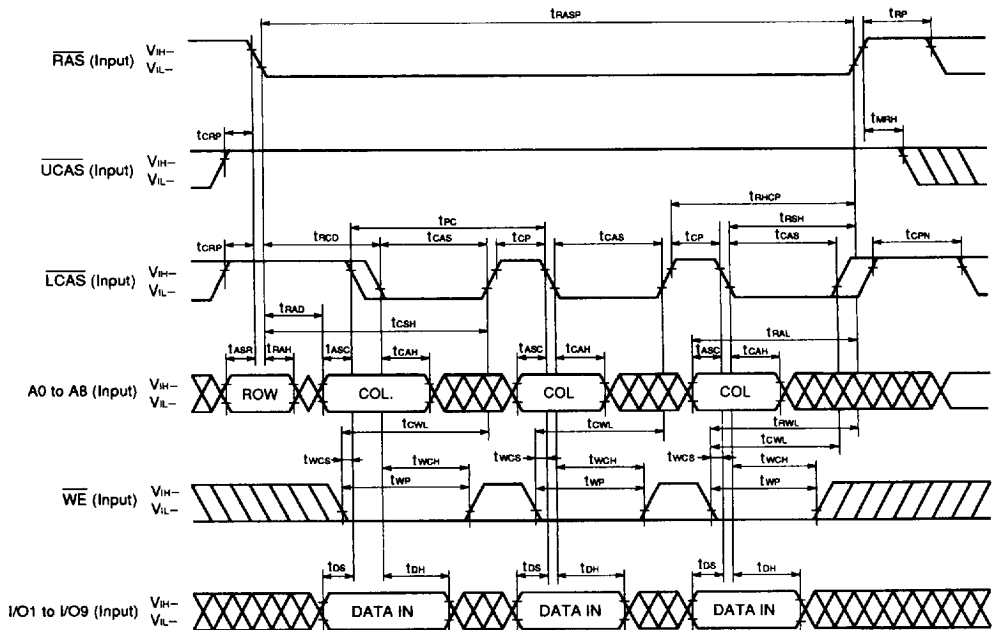 tRASP
tRP
RAS (Input)
VIH–
VIL–
tCRP
tMRH
UCAS (Input)
VIH–
VIL–
tRHCP
tPC
tRSH
tCRP
tRCD
tCAS
tCP
tCAS
tCP
tCAS
tCPN
LCAS (Input)
VIH–
VIL–
tRAD
tCSH
tRAL
tASR
tRAH
tASC
tCAH
tASC
tCAH
tASC
tCAH
A0 to A8 (Input)
VIH–
VIL–
ROW
COL.
COL
COL
tRWL
tCWL
tCWL
tCWL
tWCS
tWCH
tWCS
tWCH
tWCS
tWCH
tWP
tWP
tWP
WE (Input)
VIH–
VIL–
tDS
tDH
tDS
tDH
tDS
tDH
I/O1 to I/O9 (Input)
VIH–
VIL–
DATA IN
DATA IN
DATA IN